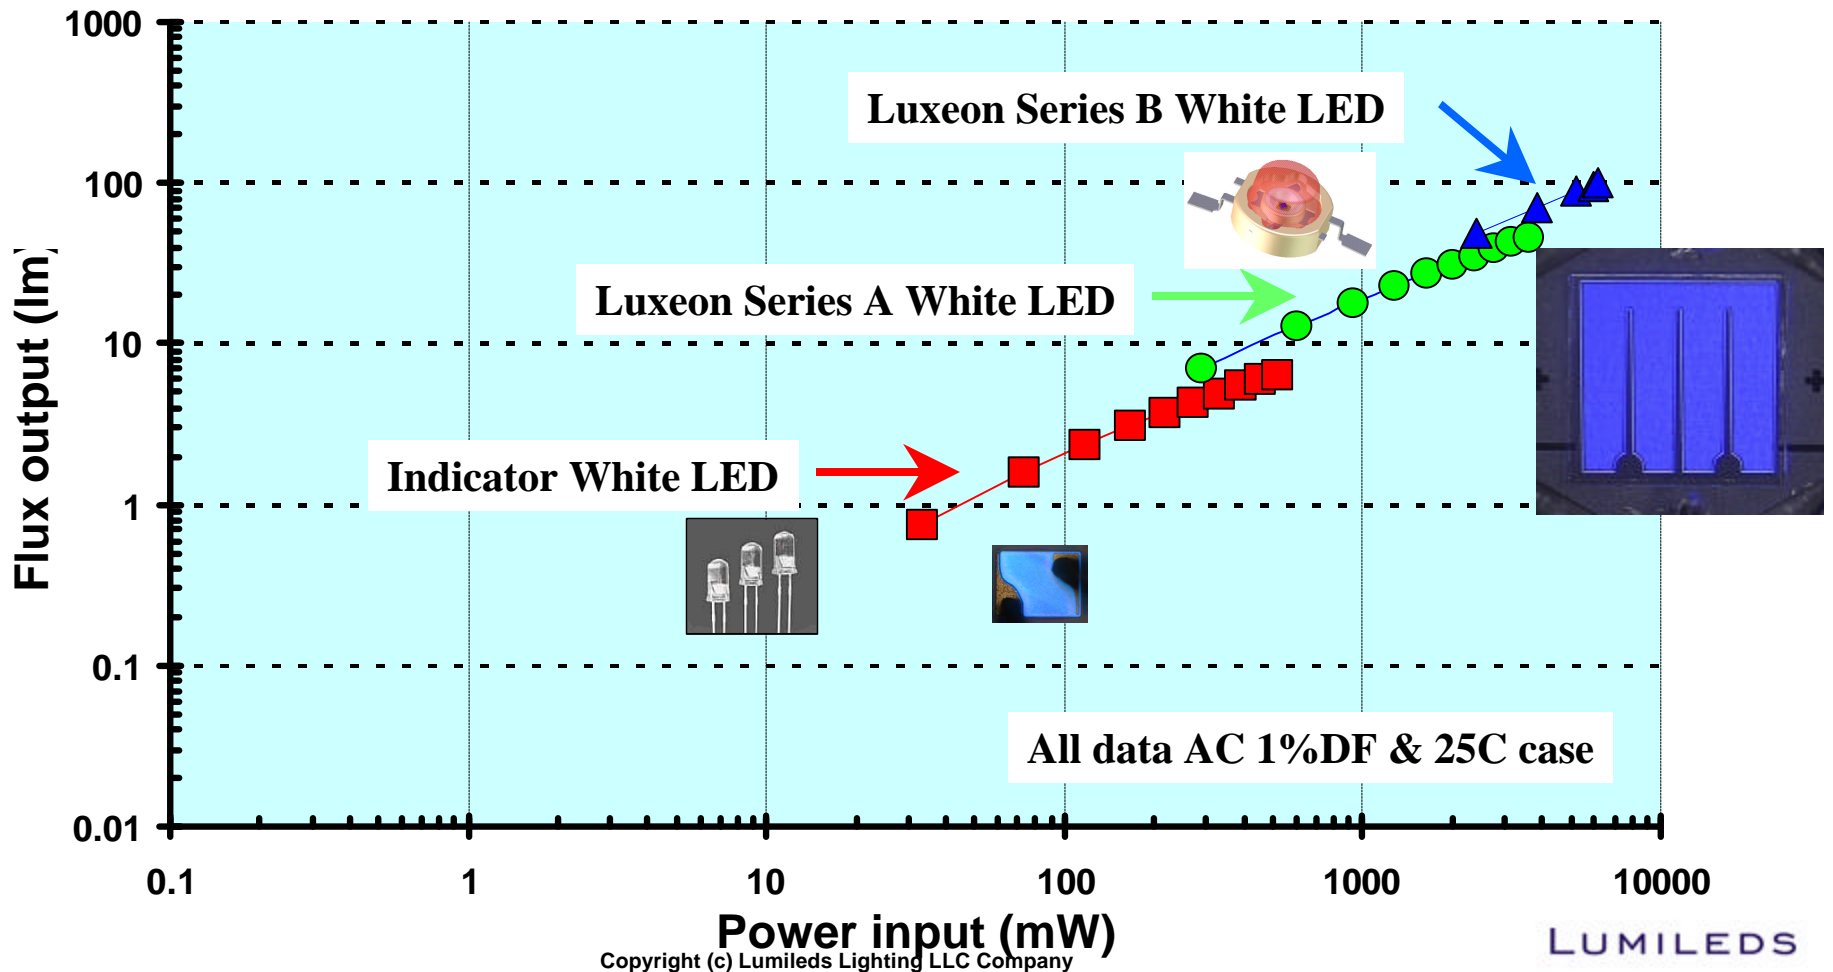 1000
Luxeon Series B White LED
100
Luxeon Series A White LED
10
Indicator White LED
1
0.1
All data AC 1%DF & 25C case
0.01
Flux output (lm)
0.1 1 10 100 1000 10000
Power input (mW)
Copyright (c) Lumileds Lighting LLC Company
LUMILEDS